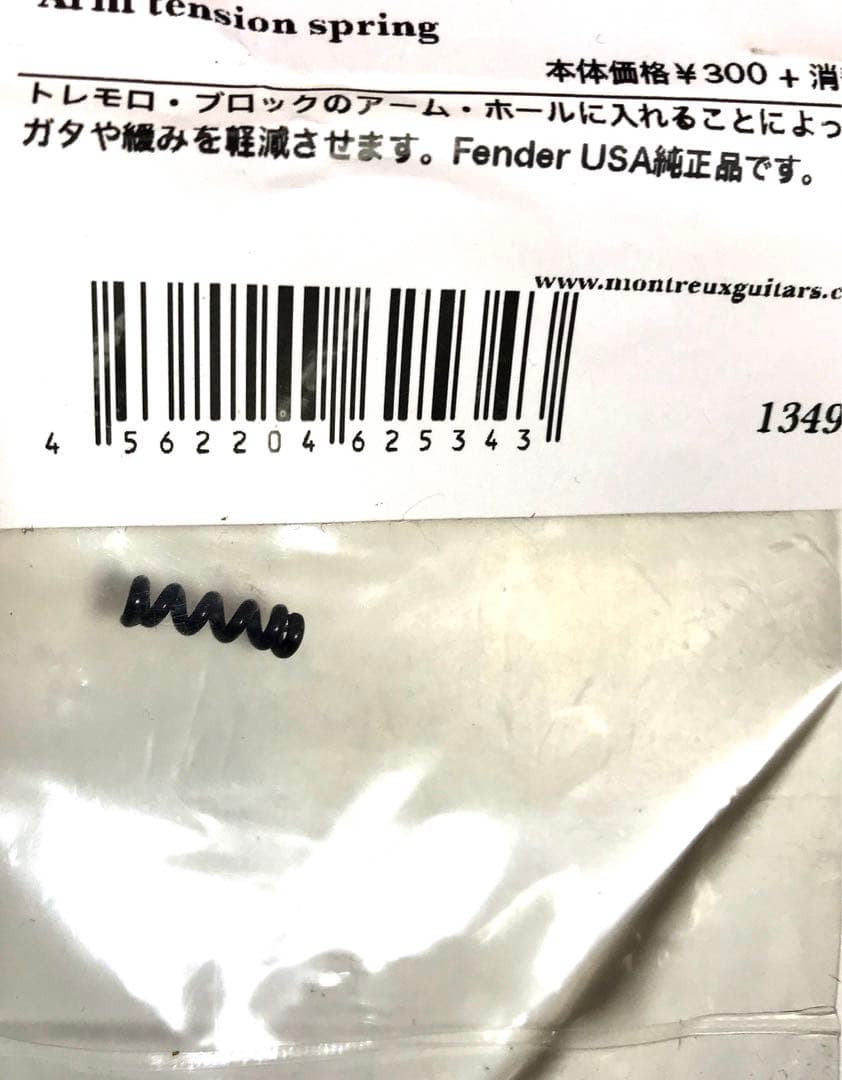 Arm tension spring
本体価格¥300 + 消
トレモロ・ブロックのアーム・ホールに入れることによっ
ガタや緩みを軽減させます。Fender USA純正品です。
www.montreuxguitars.c
1349
4 562204 625343